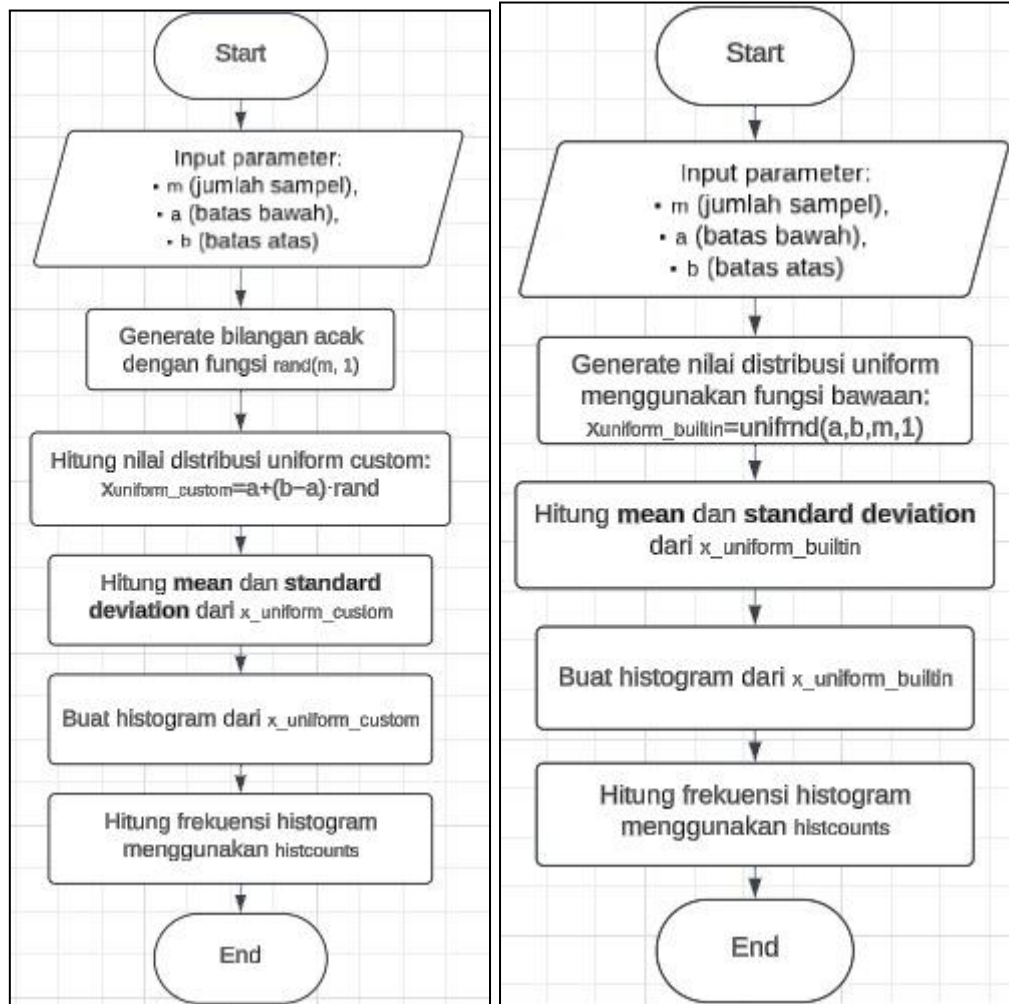 Start
Input parameter:
• m (jumlah sampel),
• a (batas bawah),
• b (batas atas)
Generate bilangan acak
dengan fungsi rand(m, 1)
Hitung nilai distribusi uniform custom:
xuniform_custom=a+(b−a)·rand
Hitung mean dan standard
deviation dari x_uniform_custom
Buat histogram dari x_uniform_custom
Hitung frekuensi histogram
menggunakan histcounts
End
Start
Input parameter:
• m (jumlah sampel),
• a (batas bawah),
• b (batas atas)
Generate nilai distribusi uniform
menggunakan fungsi bawaan:
xuniform_builtin=unifrnd(a,b,m,1)
Hitung mean dan standard deviation
dari x_uniform_builtin
Buat histogram dari x_uniform_builtin
Hitung frekuensi histogram
menggunakan histcounts
End